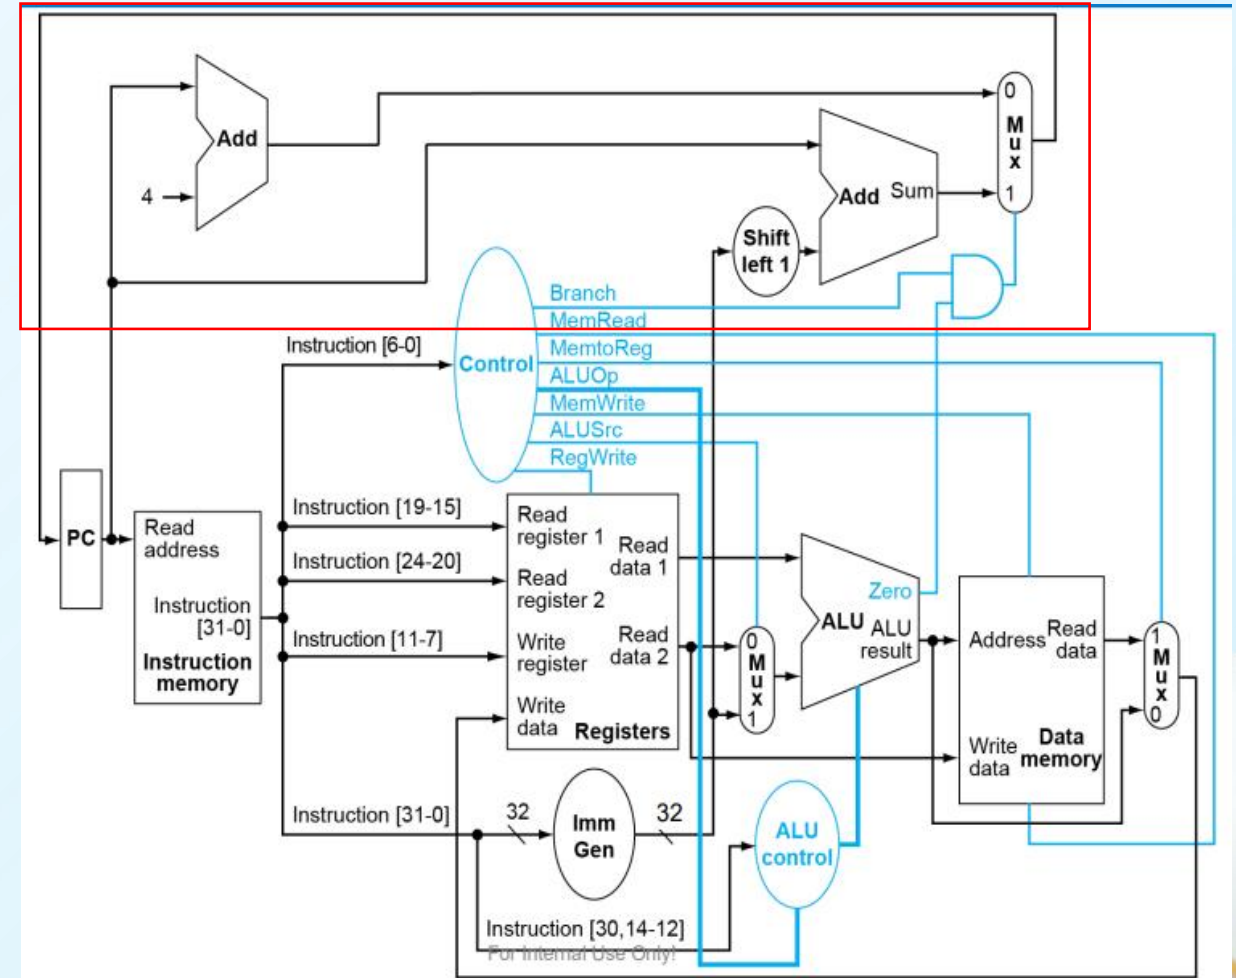 0
M
u
x
1
Add
4
Add
Sum
Shift
left 1
Branch
MemRead
MemtoReg
ALUOp
MemWrite
ALUSrc
RegWrite
Control
Instruction [6-0]
PC
Read
address
Instruction
[31-0]
Instruction
memory
Instruction [19-15]
Instruction [24-20]
Instruction [11-7]
Instruction [31-0]
Read
register 1
Read
register 2
Write
register
Write
data
Read
data 1
Read
data 2
Registers
0
M
u
x
1
Zero
ALU
ALU
result
Address
Read
data
Write
data
Data
memory
1
M
u
x
0
32
Imm
Gen
32
ALU
control
Instruction [30,14-12]
For Internal Use Only!